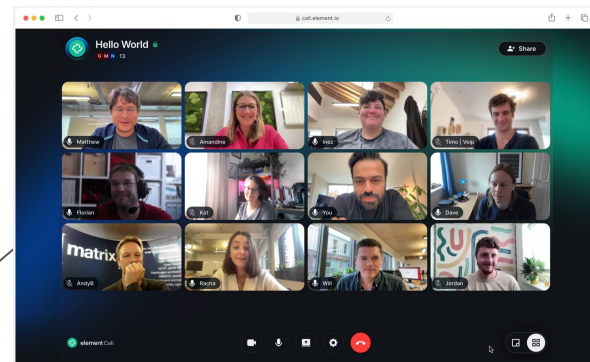 call.element.io
Hello World
G M N 13
Share
Matthew
Amandine
Inez
Timo | Voip
Florian
Kat
You
Dave
matrix
AndyB
Racha
Will
Jordan
element Call